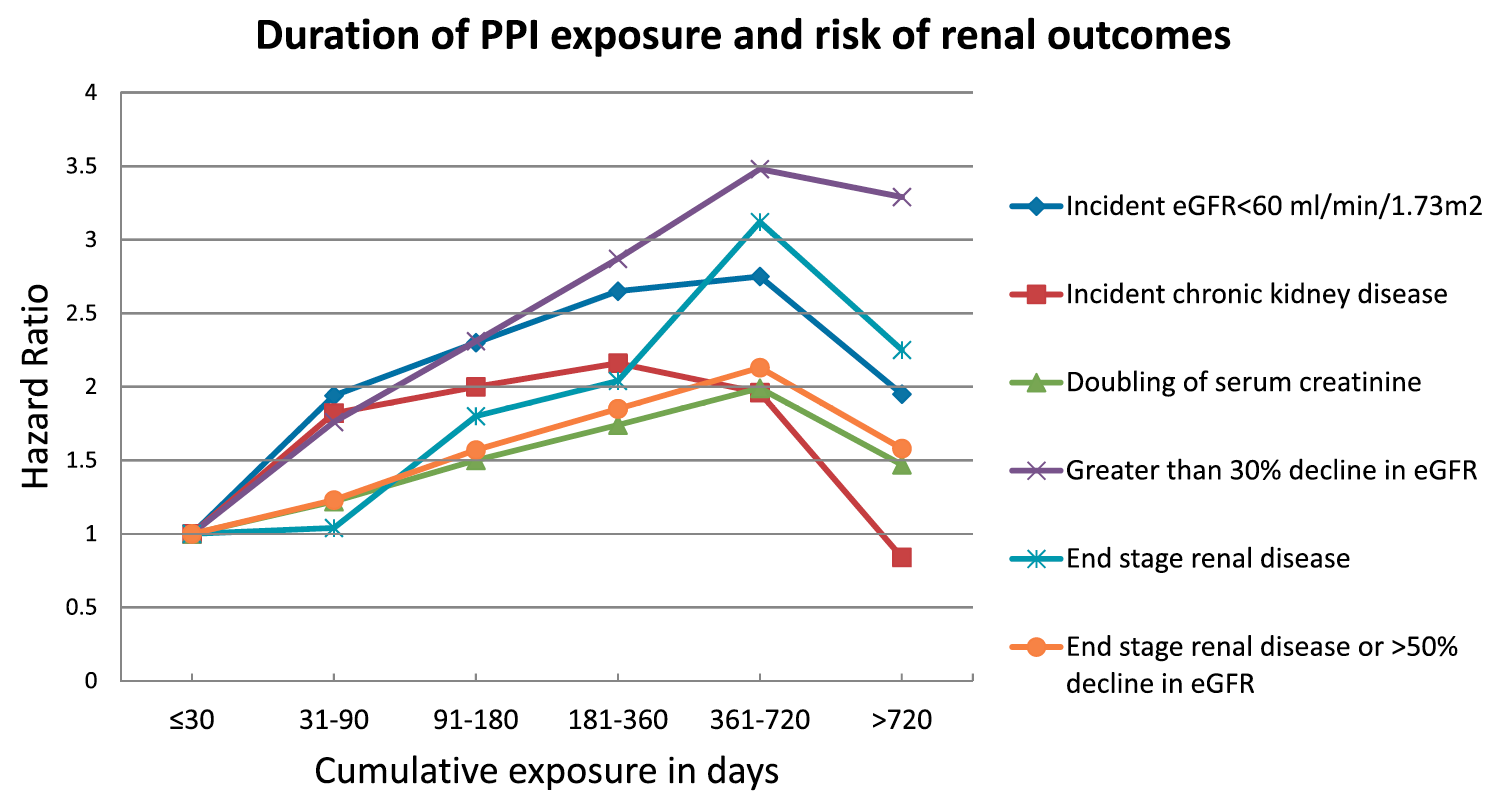 Duration of PPI exposure and risk of renal outcomes
4
3.5
3
2.5
2
1.5
1
0.5
0
Hazard Ratio
≤30
31-90
91-180
181-360
361-720
>720
Cumulative exposure in days
Incident eGFR<60 ml/min/1.73m2
Incident chronic kidney disease
Doubling of serum creatinine
Greater than 30% decline in eGFR
End stage renal disease
End stage renal disease or >50%
decline in eGFR